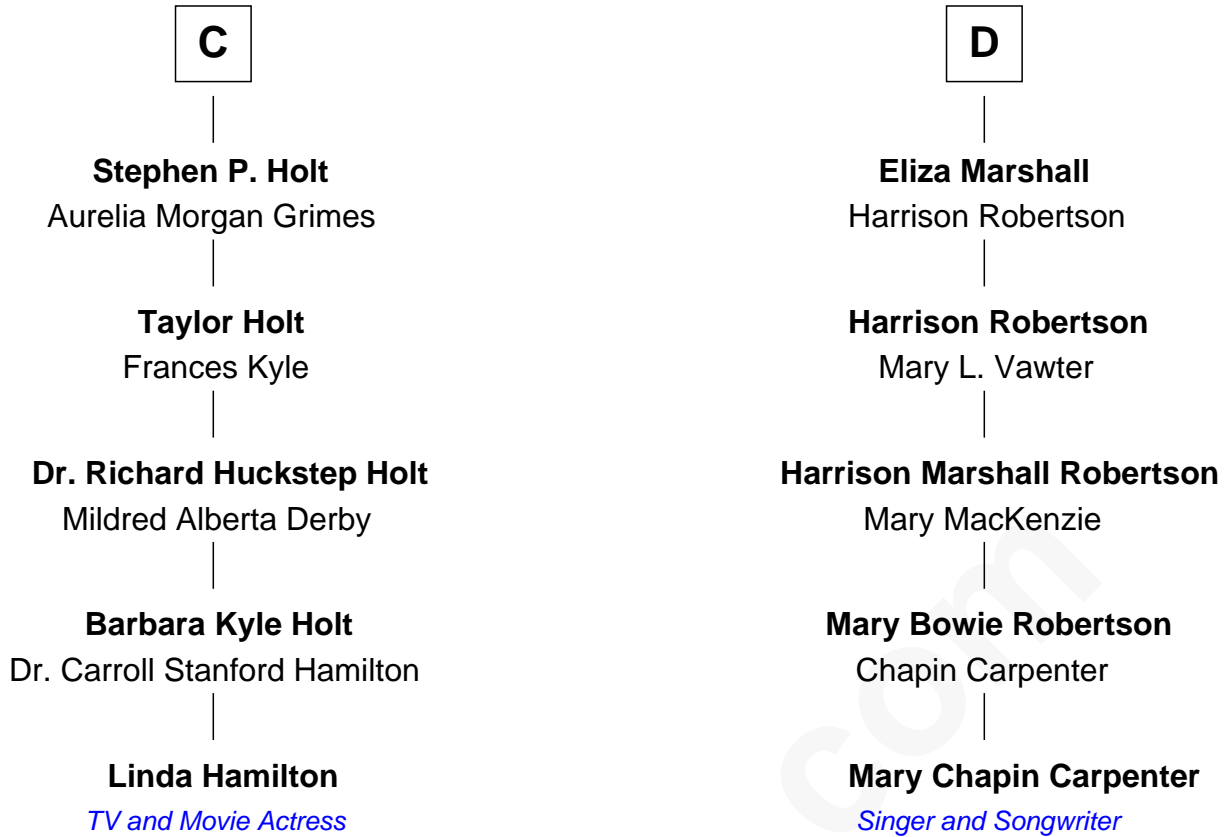 C
Stephen P. Holt
Aurelia Morgan Grimes
Taylor Holt
Frances Kyle
Dr. Richard Huckstep Holt
Mildred Alberta Derby
Barbara Kyle Holt
Dr. Carroll Stanford Hamilton
Linda Hamilton
TV and Movie Actress
D
Eliza Marshall
Harrison Robertson
Harrison Robertson
Mary L. Vawter
Harrison Marshall Robertson
Mary MacKenzie
Mary Bowie Robertson
Chapin Carpenter
Mary Chapin Carpenter
Singer and Songwriter
com